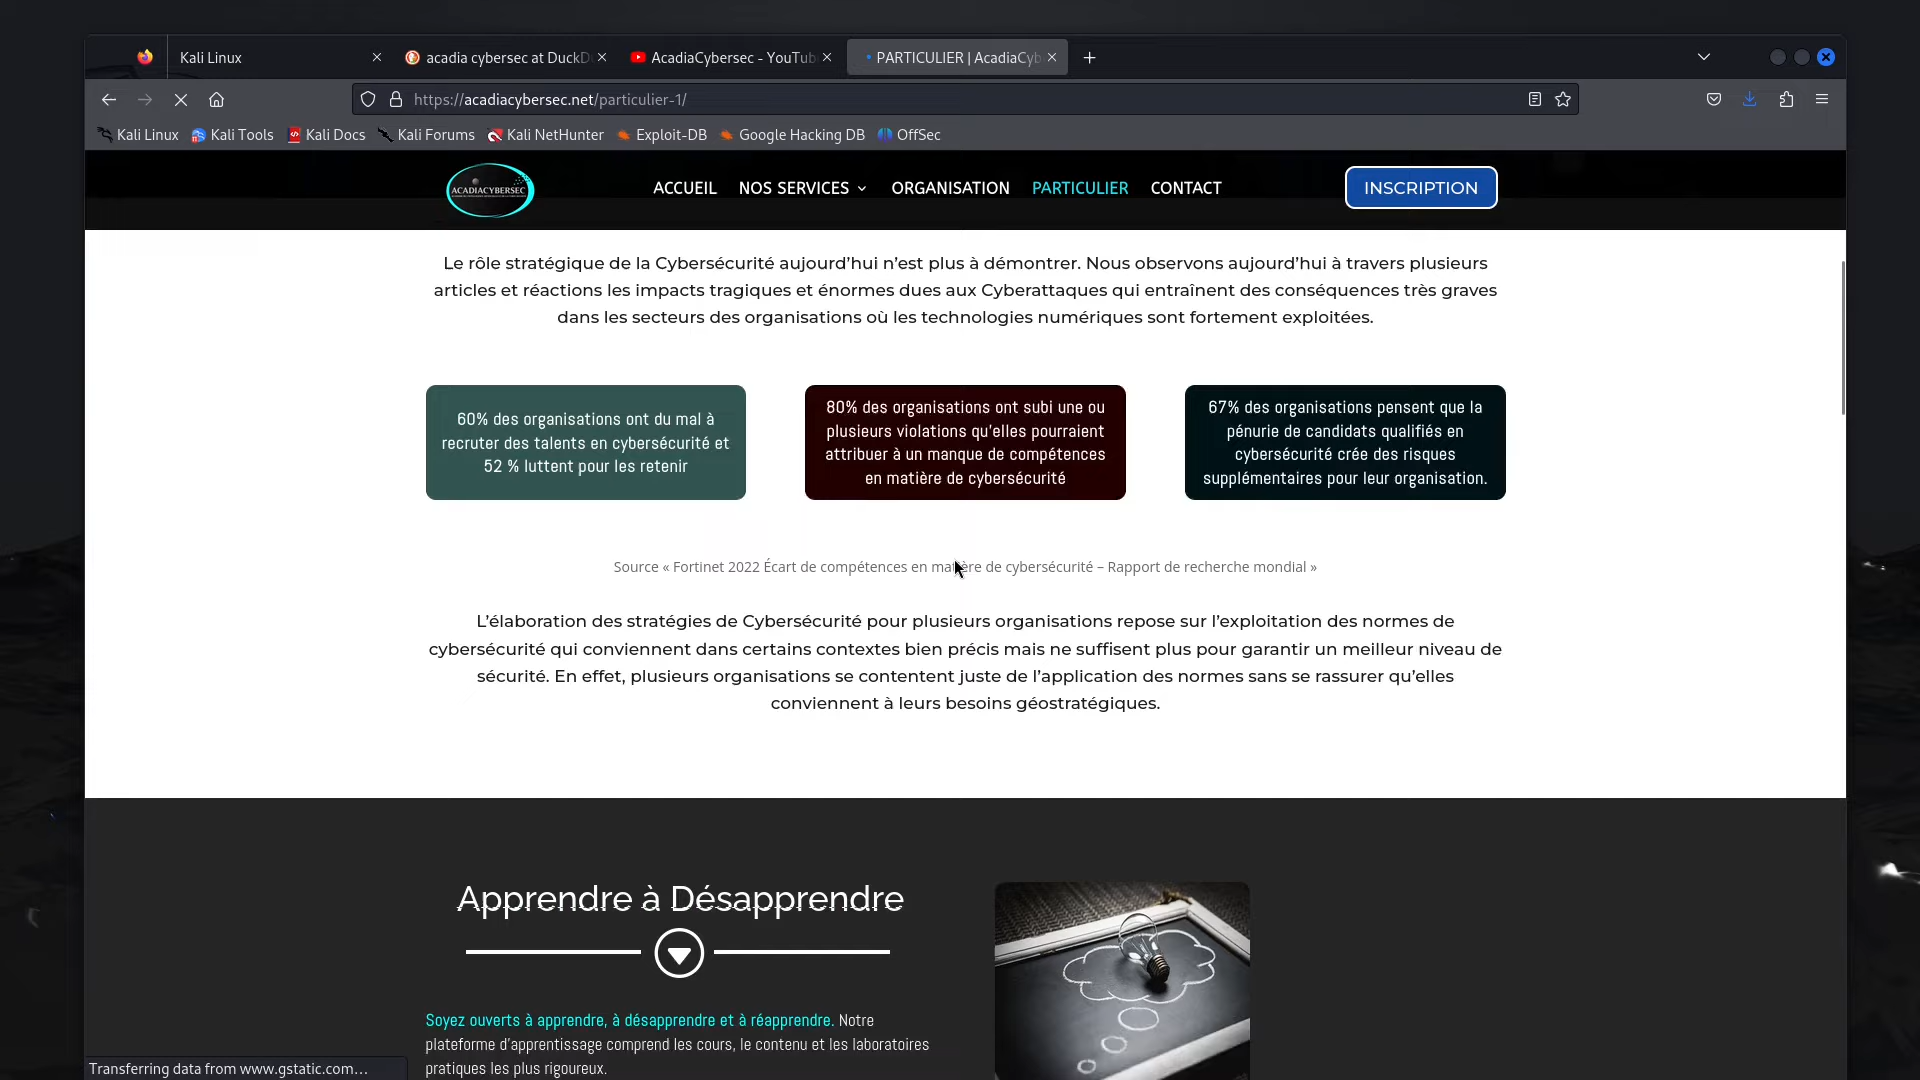 Kali Linux
acadia cybersec at DuckD
AcadiaCybersec - YouTub
PARTICULIER | AcadiaCyb
https://acadiacybersec.net/particulier-1/
Kali Linux
Kali Tools
Kali Docs
Kali Forums
Kali NetHunter
Exploit-DB
Google Hacking DB
OffSec
ACADIACYBERSEC
ACCUEIL
NOS SERVICES
ORGANISATION
PARTICULIER
CONTACT
INSCRIPTION
Le rôle stratégique de la Cybersécurité aujourd’hui n’est plus à démontrer. Nous observons aujourd’hui à travers plusieurs
articles et réactions les impacts tragiques et énormes dues aux Cyberattaques qui entraînent des conséquences très graves
dans les secteurs des organisations où les technologies numériques sont fortement exploitées.
60% des organisations ont du mal à
recruter des talents en cybersécurité et
52 % luttent pour les retenir
80% des organisations ont subi une ou
plusieurs violations qu’elles pourraient
attribuer à un manque de compétences
en matière de cybersécurité
67% des organisations pensent que la
pénurie de candidats qualifiés en
cybersécurité crée des risques
supplémentaires pour leur organisation.
Source « Fortinet 2022 Écart de compétences en matière de cybersécurité – Rapport de recherche mondial »
L’élaboration des stratégies de Cybersécurité pour plusieurs organisations repose sur l’exploitation des normes de
cybersécurité qui conviennent dans certains contextes bien précis mais ne suffisent plus pour garantir un meilleur niveau de
sécurité. En effet, plusieurs organisations se contentent juste de l’application des normes sans se rassurer qu’elles
conviennent à leurs besoins géostratégiques.
Apprendre à Désapprendre
Soyez ouverts à apprendre, à désapprendre et à réapprendre. Notre
plateforme d’apprentissage comprend les cours, le contenu et les laboratoires
pratiques les plus rigoureux.
Transferring data from www.gstatic.com…